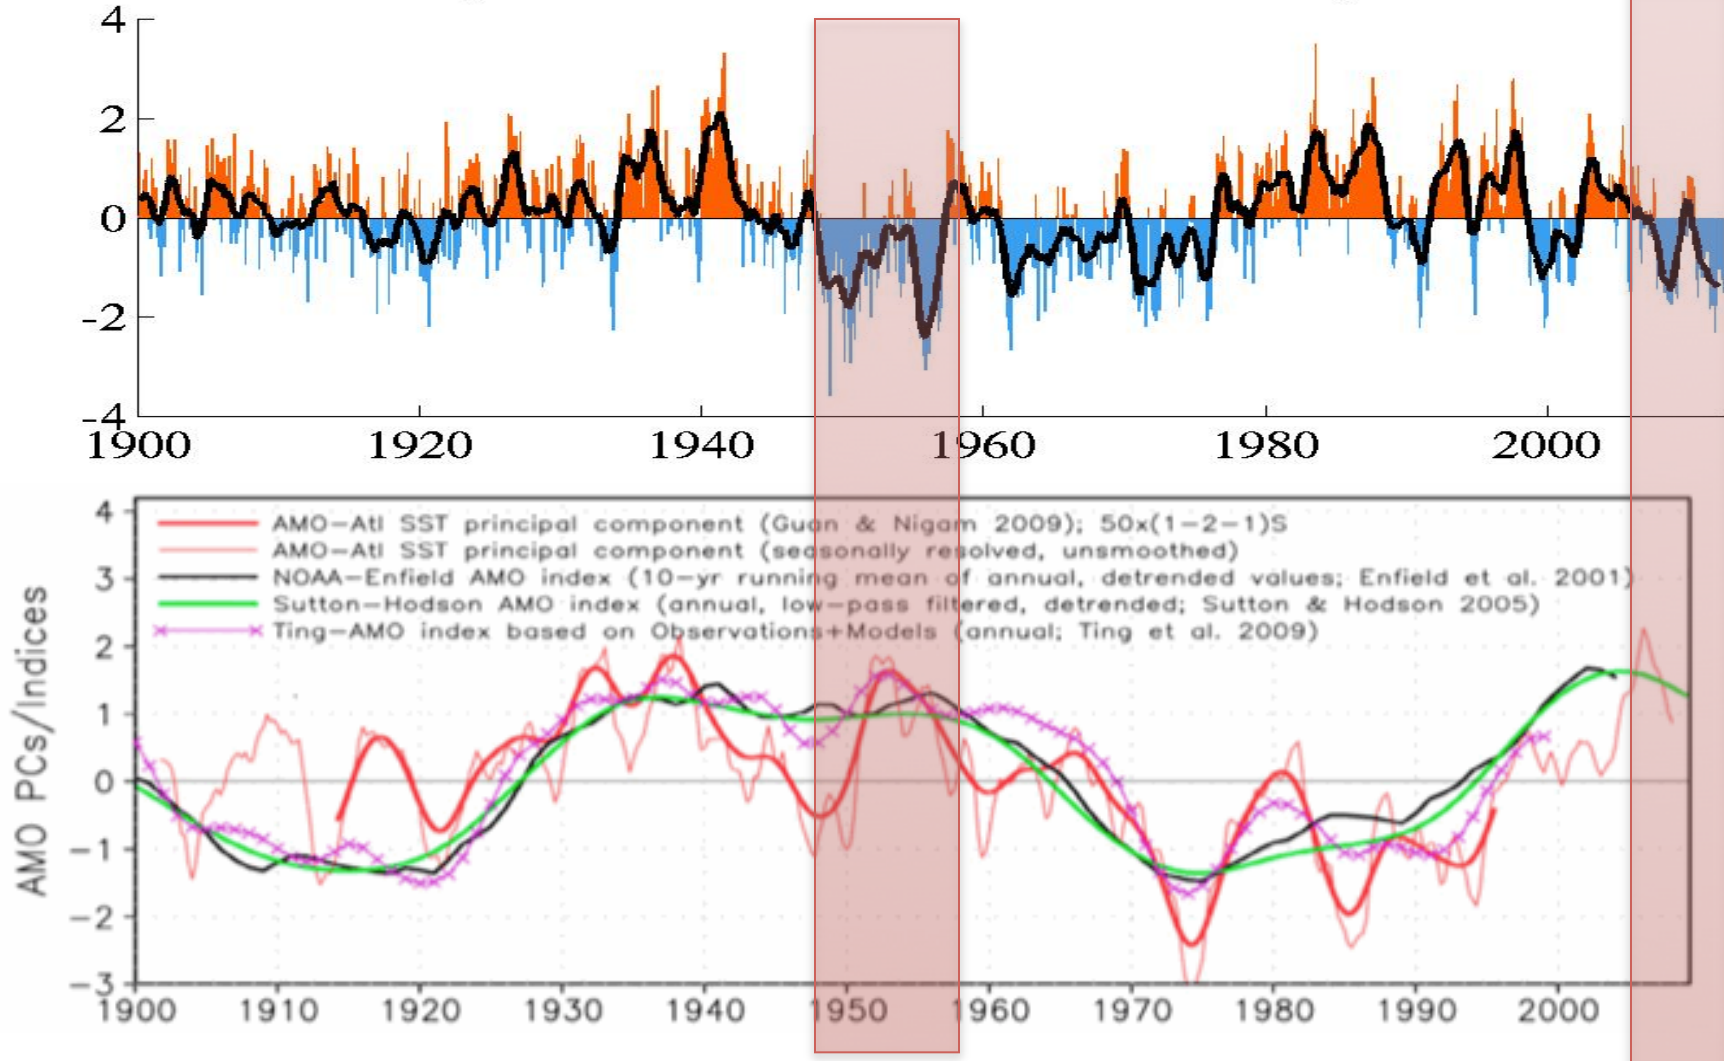 4
2
0
-2
-4
1900 1920 1940 1960 1980 2000
AMO PCs/Indices
4
3
2
1
0
−1
−2
−3
AMO−Atl SST principal component (Guan & Nigam 2009); 50x(1−2−1)S
AMO−Atl SST principal component (seasonally resolved, unsmoothed)
NOAA−Enfield AMO index (10−yr running mean of annual, detrended values; Enfield et al. 2001)
Sutton−Hodson AMO index (annual, low−pass filtered, detrended; Sutton & Hodson 2005)
Ting−AMO index based on Observations+Models (annual; Ting et al. 2009)
1900 1910 1920 1930 1940 1950 1960 1970 1980 1990 2000